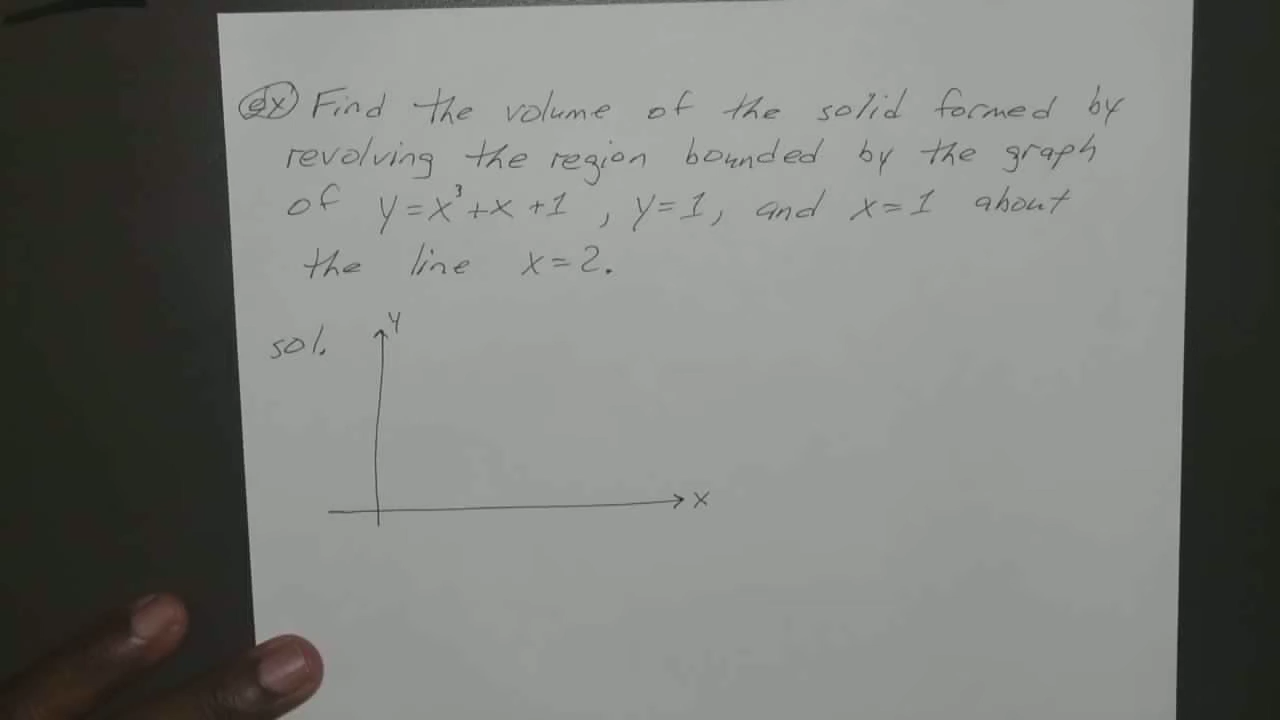 ex Find the volume of the solid formed by
revolving the region bounded by the graph
of y=x³+x+1, y=1, and x=1 about
the line x=2.
sol.
y
x